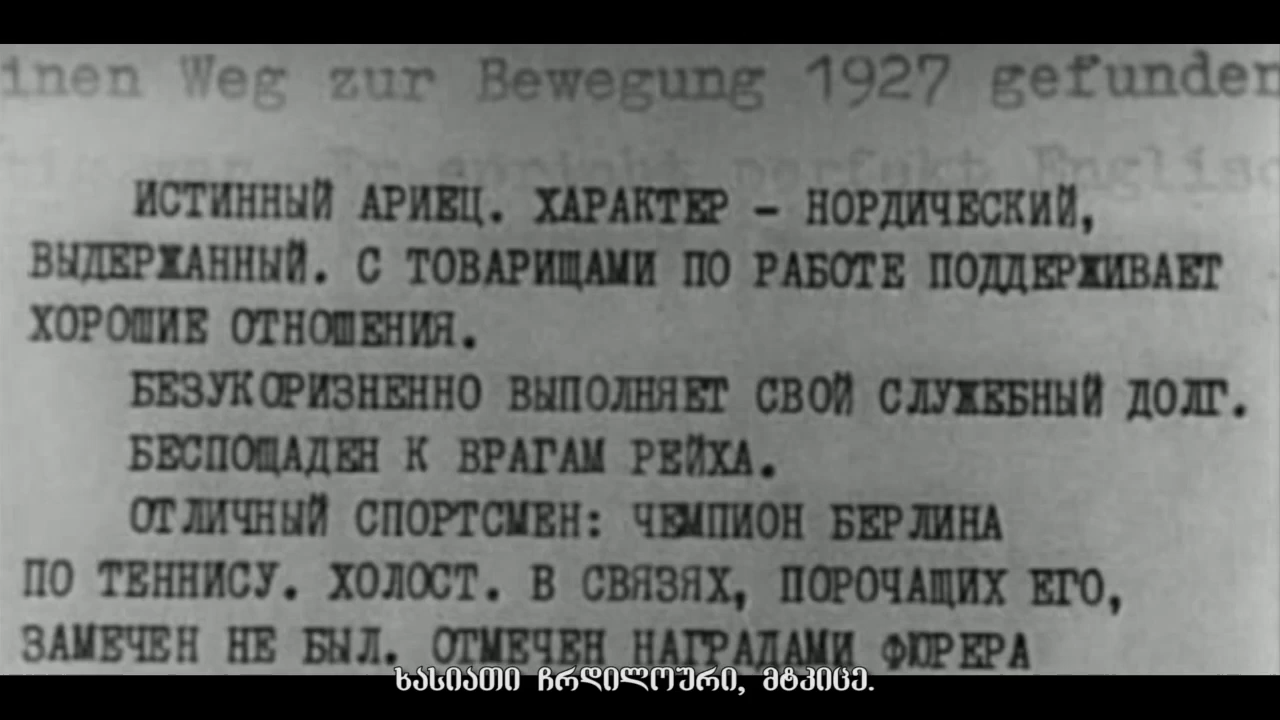 inen Weg zur Bewegung 1927 gefunden
perfekt Englisc
ИСТИННЫЙ АРИЕЦ. ХАРАКТЕР – НОРДИЧЕСКИЙ,
ВЫДЕРЖАННЫЙ. С ТОВАРИЩАМИ ПО РАБОТЕ ПОДДЕРЖИВАЕТ
ХОРОШИЕ ОТНОШЕНИЯ.
БЕЗУКОРИЗНЕННО ВЫПОЛНЯЕТ СВОЙ СЛУЖЕБНЫЙ ДОЛГ.
БЕСПОЩАДЕН К ВРАГАМ РЕЙХА.
ОТЛИЧНЫЙ СПОРТСМЕН: ЧЕМПИОН БЕРЛИНА
ПО ТЕННИСУ. ХОЛОСТ. В СВЯЗЯХ, ПОРОЧАЩИХ ЕГО,
ЗАМЕЧЕН НЕ БЫЛ. ОТМЕЧЕН НАГРАДАМИ ФЮРЕРА
ხასიათი ჩრდილოური, მტკიცე.